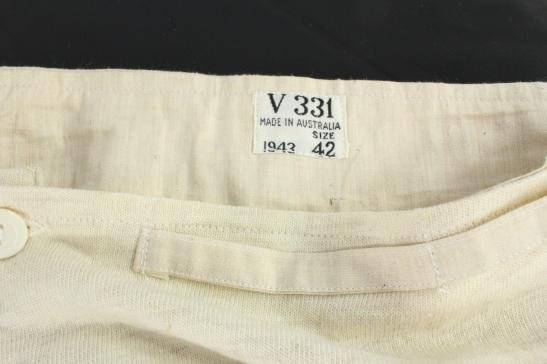 V 331
MADE IN AUSTRALIA
SIZE
1943 42